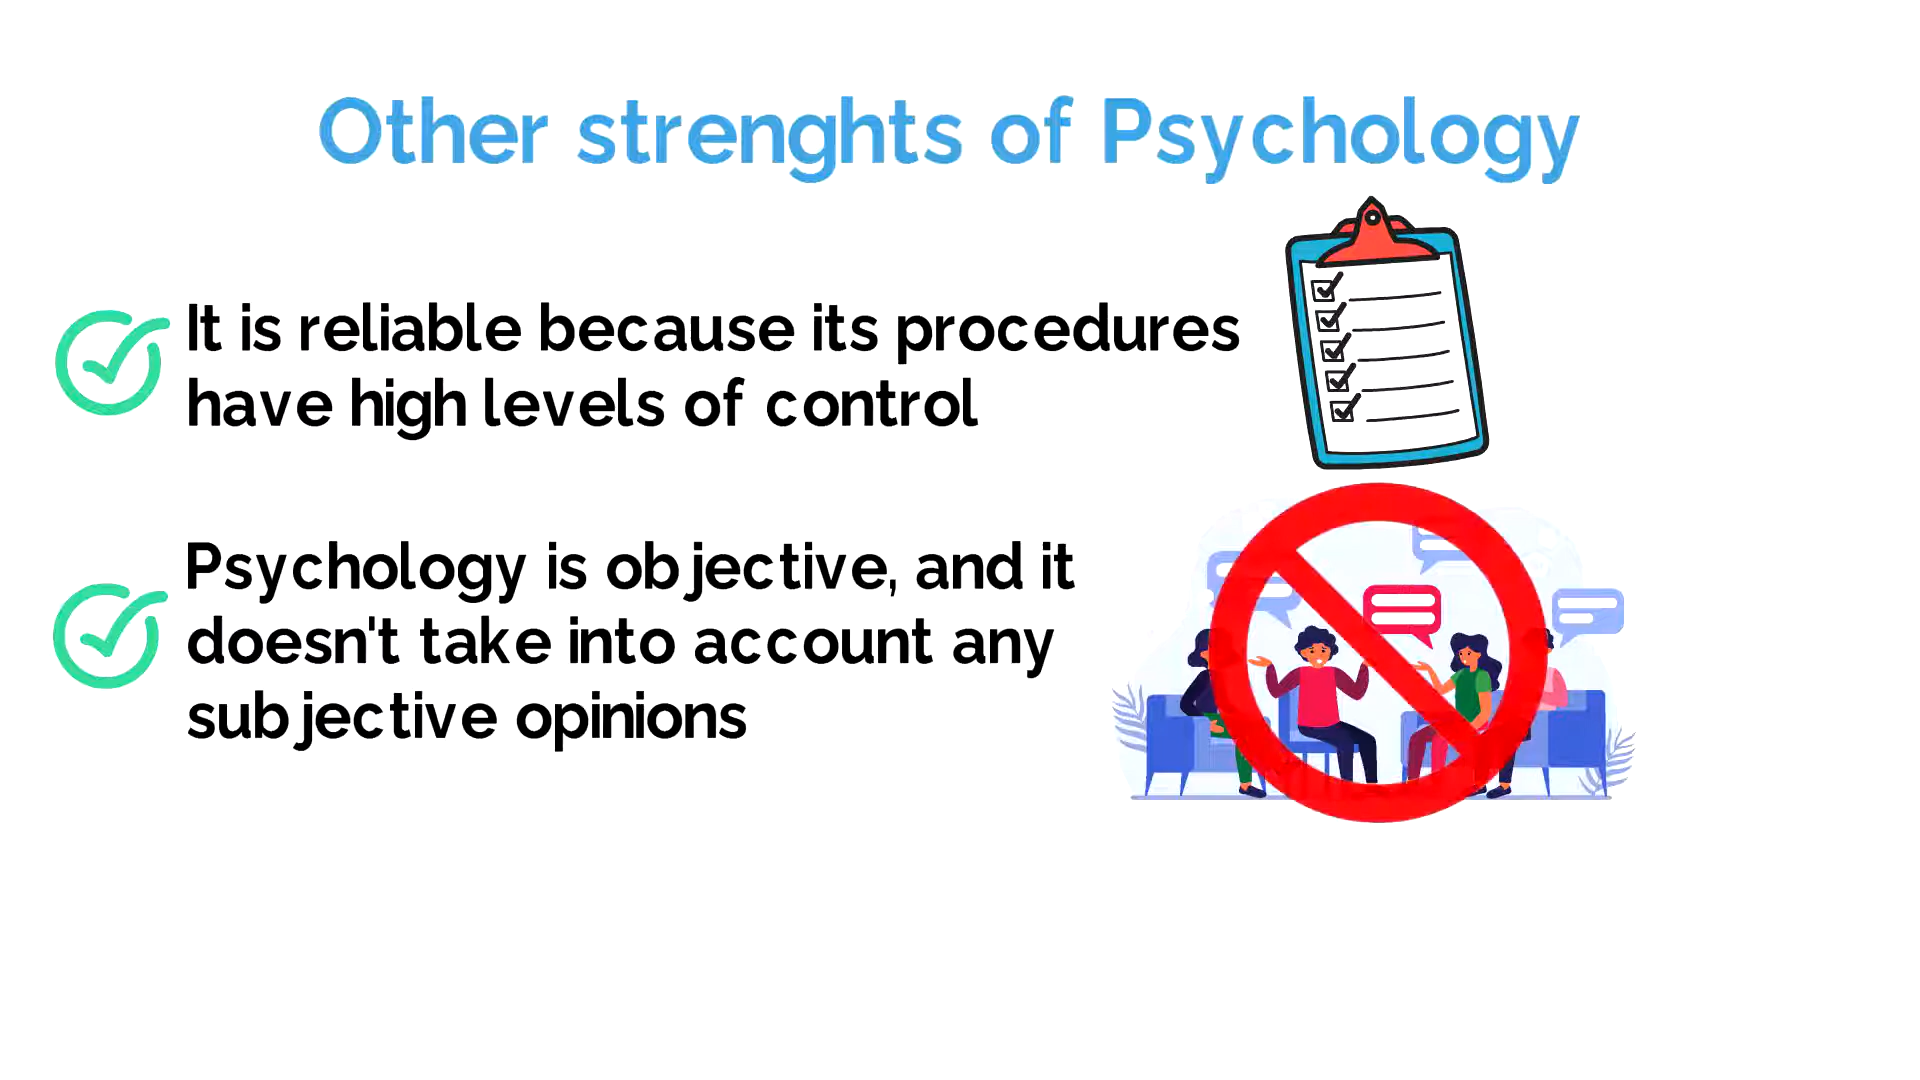 Other strenghts of Psychology
It is reliable because its procedures
have high levels of control
Psychology is objective, and it
doesn't take into account any
subjective opinions